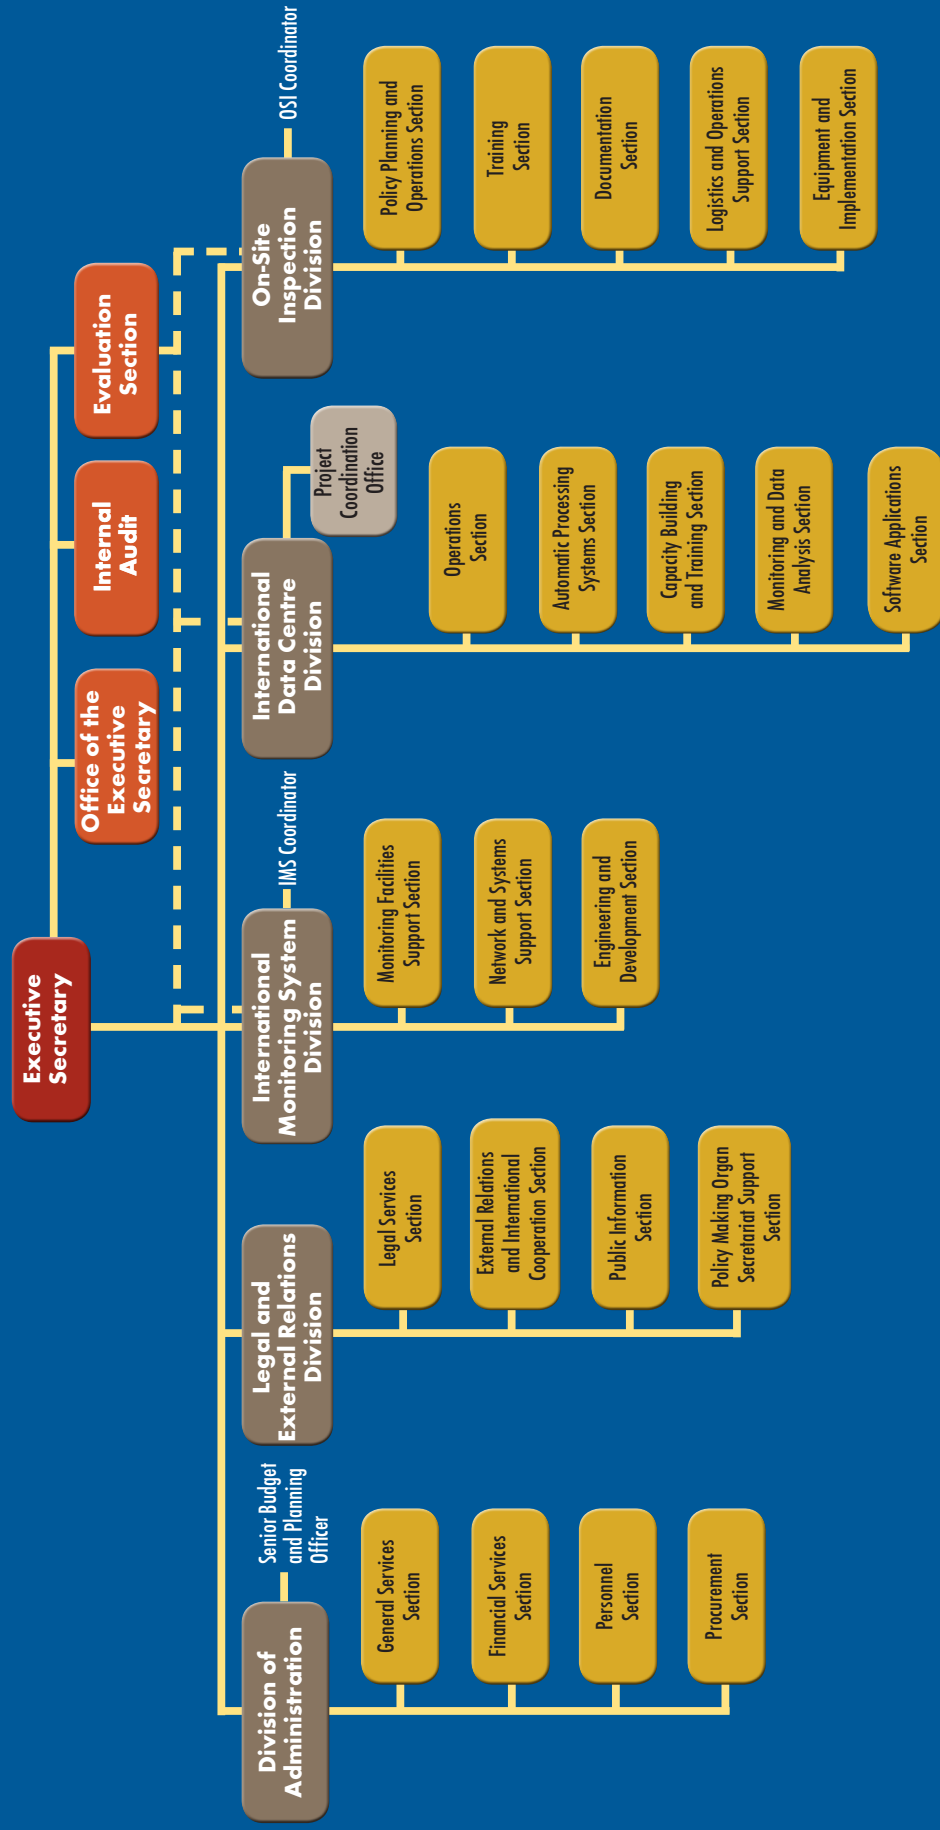 Executive
Secretary
Office of the
Executive
Secretary
Internal
Audit
Evaluation
Section
Division of
Administration
Senior Budget
and Planning
Officer
General Services
Section
Financial Services
Section
Personnel
Section
Procurement
Section
Legal and
External Relations
Division
Legal Services
Section
External Relations
and International
Cooperation Section
Public Information
Section
Policy Making Organ
Secretariat Support
Section
International
Monitoring System
Division
IMS Coordinator
Monitoring Facilities
Support Section
Network and Systems
Support Section
Engineering and
Development Section
International
Data Centre
Division
Project
Coordination
Office
Operations
Section
Automatic Processing
Systems Section
Capacity Building
and Training Section
Monitoring and Data
Analysis Section
Software Applications
Section
On-Site
Inspection
Division
OSI Coordinator
Policy Planning and
Operations Section
Training
Section
Documentation
Section
Logistics and Operations
Support Section
Equipment and
Implementation Section